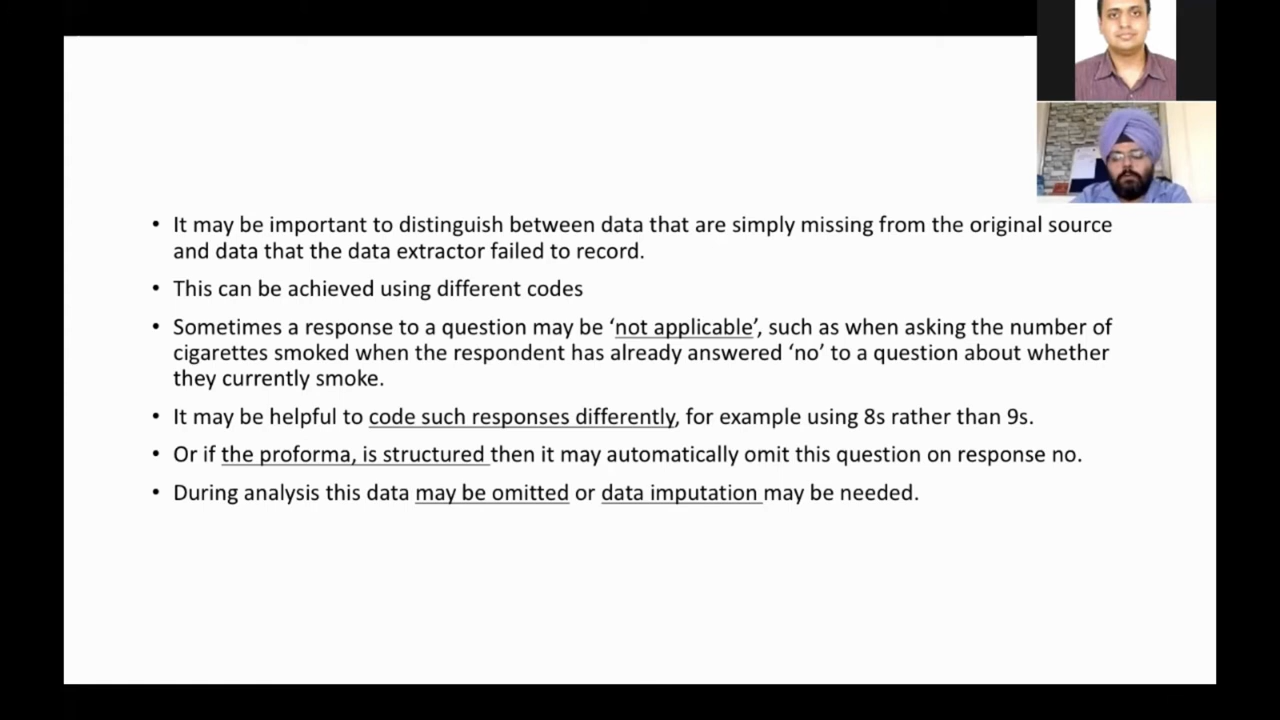 • It may be important to distinguish between data that are simply missing from the original source
and data that the data extractor failed to record.
• This can be achieved using different codes
• Sometimes a response to a question may be ‘not applicable’, such as when asking the number of
cigarettes smoked when the respondent has already answered ‘no’ to a question about whether
they currently smoke.
• It may be helpful to code such responses differently, for example using 8s rather than 9s.
• Or if the proforma, is structured then it may automatically omit this question on response no.
• During analysis this data may be omitted or data imputation may be needed.